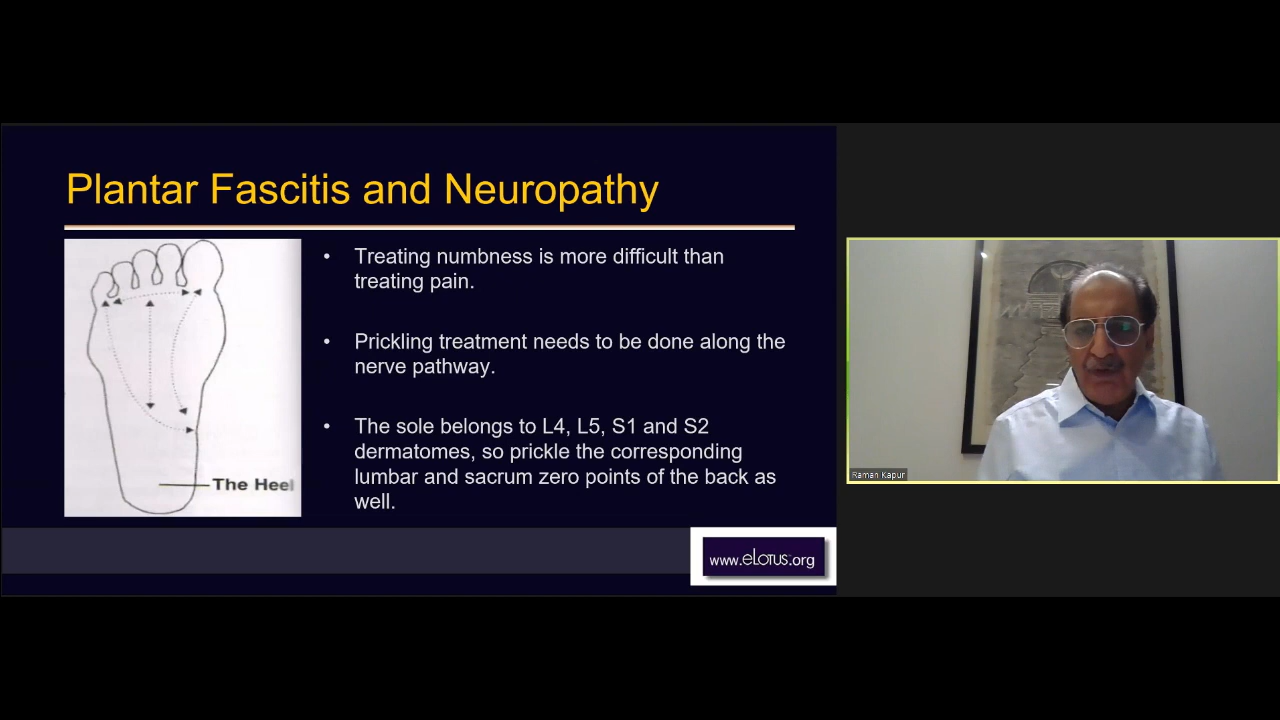 Plantar Fascitis and Neuropathy
The Heel
• Treating numbness is more difficult than
treating pain.
• Prickling treatment needs to be done along the
nerve pathway.
• The sole belongs to L4, L5, S1 and S2
dermatomes, so prickle the corresponding
lumbar and sacrum zero points of the back as
well.
www.eLOTUS.org
Raman Kapur